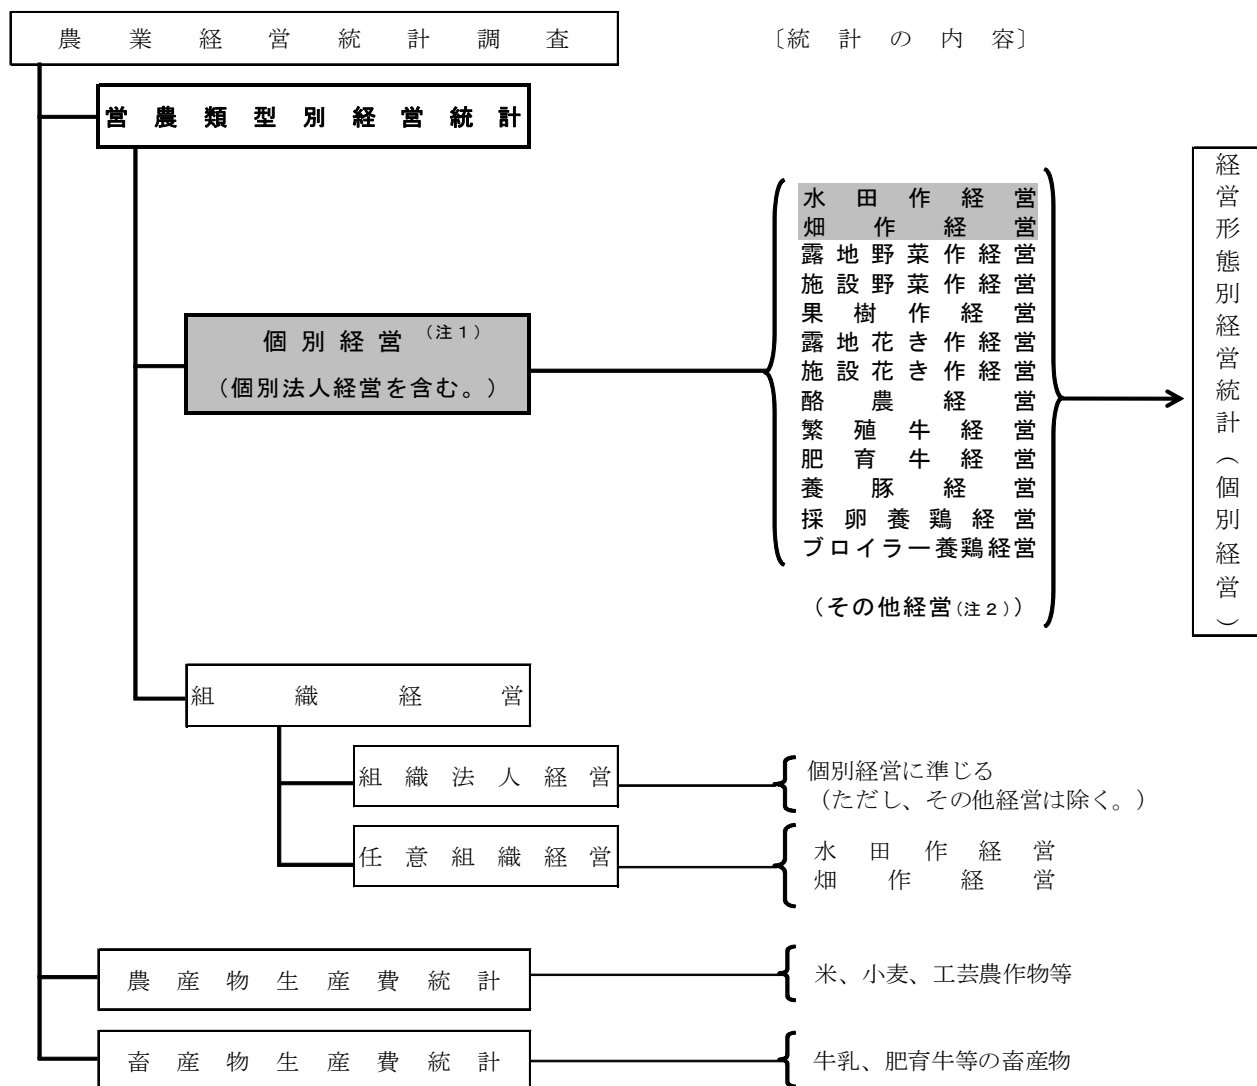 農業経営統計調査
〔統計の内容〕
営農類型別経営統計
個別経営（注１）
（個別法人経営を含む。）
水田作経営
畑作経営
露地野菜作経営
施設野菜作経営
果樹作経営
露地花き作経営
施設花き作経営
酪農経営
繁殖牛経営
肥育牛経営
養豚経営
採卵養鶏経営
ブロイラー養鶏経営
（その他経営（注２））
経営形態別経営統計（個別経営）
組織経営
組織法人経営
個別経営に準じる
（ただし、その他経営は除く。）
任意組織経営
水田作経営
畑作経営
農産物生産費統計
米、小麦、工芸農作物等
畜産物生産費統計
牛乳、肥育牛等の畜産物